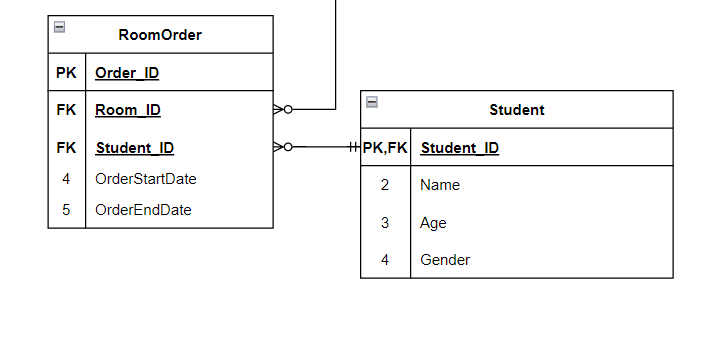 RoomOrder
PK Order_ID
FK Room_ID
FK Student_ID
4 OrderStartDate
5 OrderEndDate
Student
PK,FK Student_ID
2 Name
3 Age
4 Gender